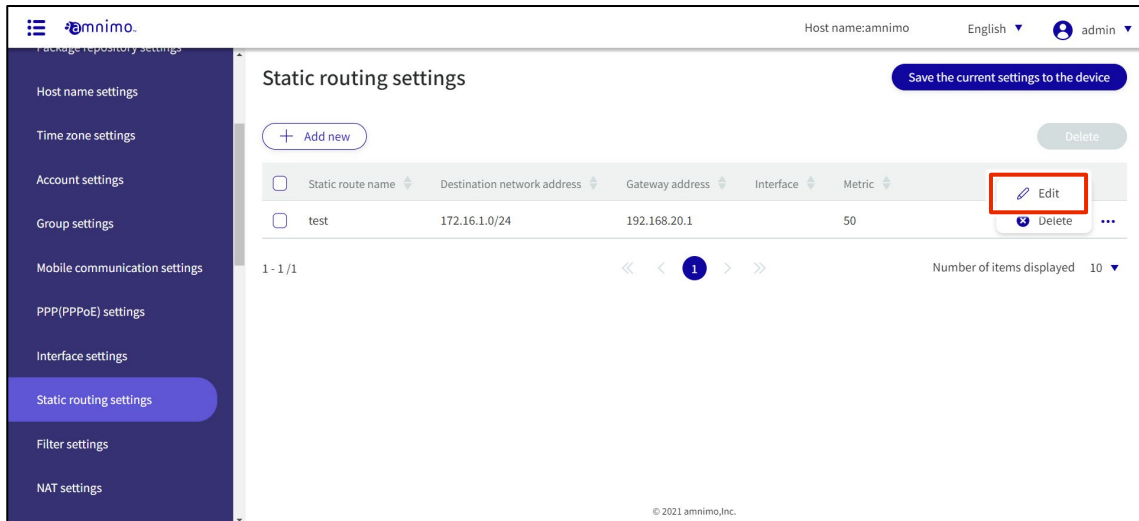 amnimo
Host name:amnimo
English
admin
Package repository settings
Host name settings
Time zone settings
Account settings
Group settings
Mobile communication settings
PPP(PPPoE) settings
Interface settings
Static routing settings
Filter settings
NAT settings
Static routing settings
Save the current settings to the device
+ Add new
Delete
Static route name Destination network address Gateway address Interface Metric
Edit
test 172.16.1.0/24 192.168.20.1 50
Delete ...
1 - 1 /1
1
Number of items displayed 10
© 2021 amnimo,Inc.